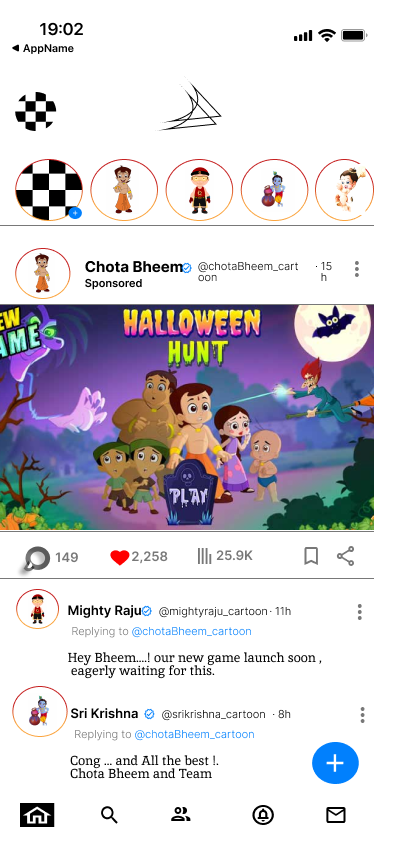 19:02
AppName
Chota Bheem @chotaBheem_cart · 15
oon h
Sponsored
EW
AME
HALLOWEEN
HUNT
PLAY
149 2,258 25.9K
Mighty Raju @mightyraju_cartoon · 11h
Replying to @chotaBheem_cartoon
Hey Bheem....! our new game launch soon ,
eagerly waiting for this.
Sri Krishna @srikrishna_cartoon · 8h
Replying to @chotaBheem_cartoon
Cong ... and All the best !.
Chota Bheem and Team